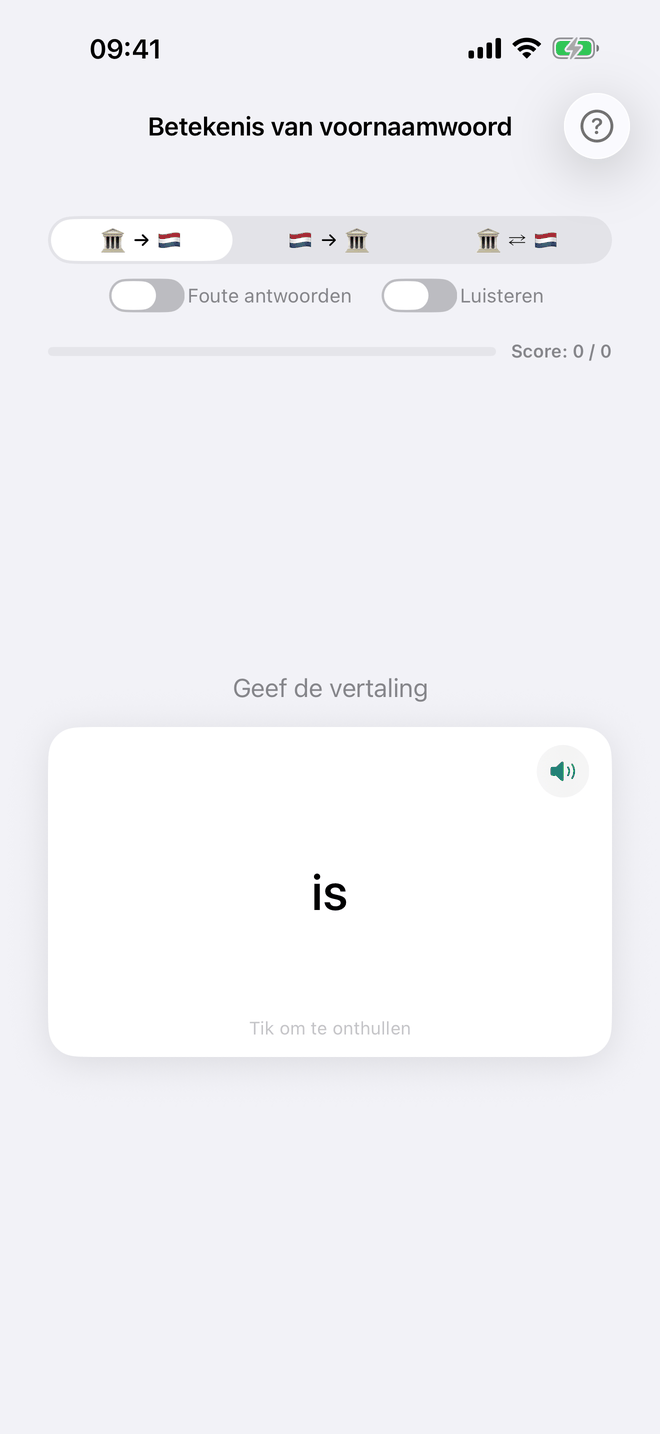 09:41
Betekenis van voornaamwoord
🏛️ → 🇳🇱 🇳🇱 → 🏛️ 🏛️ ⇄ 🇳🇱
Foute antwoorden Luisteren
Score: 0 / 0
Geef de vertaling
is
Tik om te onthullen